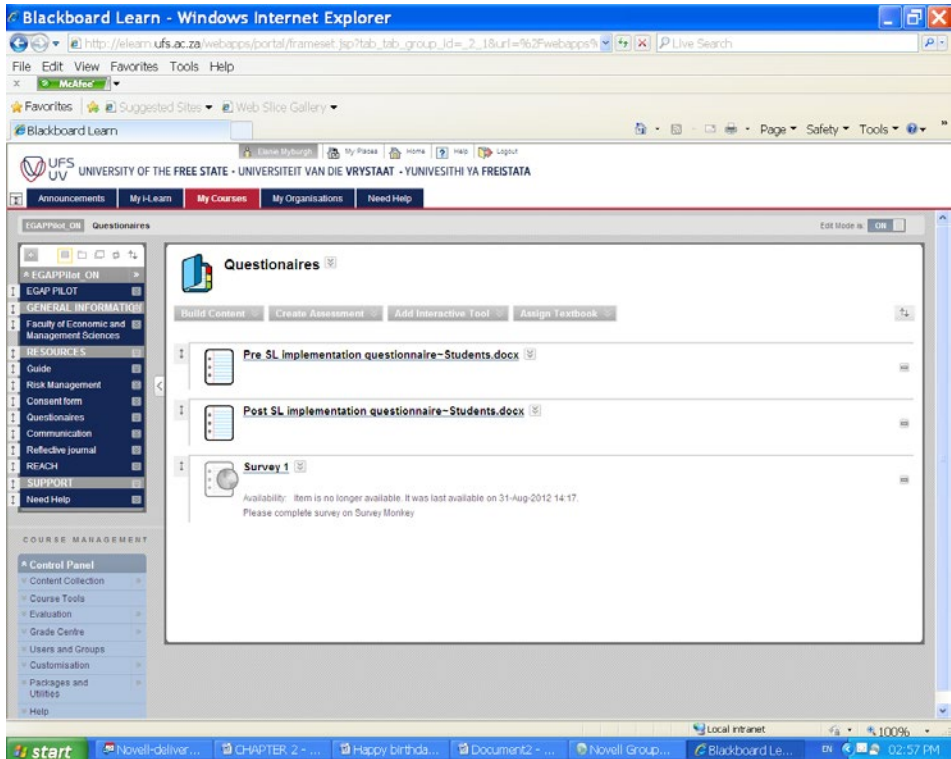 Blackboard Learn - Windows Internet Explorer
http://elearn.ufs.ac.za/webapps/portal/frameset.jsp?tab_tab_group_id=_2_1&url=%2Fwebapps%
Live Search
File Edit View Favorites Tools Help
x McAfee
Favorites Suggested Sites Web Slice Gallery
Blackboard Learn
Page Safety Tools
My Places Home Help Logout
UFS
UV
UNIVERSITY OF THE FREE STATE - UNIVERSITEIT VAN DIE VRYSTAAT - YUNIVESITHI YA FREISTATA
Announcements My i-Learn My Courses My Organisations Need Help
EGAPPilot_ON Questionaires
Edit Mode is: ON
EGAPPilot_ON
EGAP PILOT
GENERAL INFORMATION
Faculty of Economic and
Management Sciences
RESOURCES
Guide
Risk Management
Consent form
Questionaires
Communication
Reflective journal
REACH
SUPPORT
Need Help
COURSE MANAGEMENT
Control Panel
Content Collection
Course Tools
Evaluation
Grade Centre
Users and Groups
Customisation
Packages and
Utilities
Help
Questionaires
Build Content Create Assessment Add Interactive Tool Assign Textbook
Pre SL implementation questionnaire~Students.docx
Post SL implementation questionnaire~Students.docx
Survey 1
Availability: Item is no longer available. It was last available on 31-Aug-2012 14:17.
Please complete survey on Survey Monkey
Local intranet 100%
start Novell-deliver... CHAPTER 2 - ... Happy birthda... Document2 - ... Novell Group... Blackboard Le... EN 02:57 PM